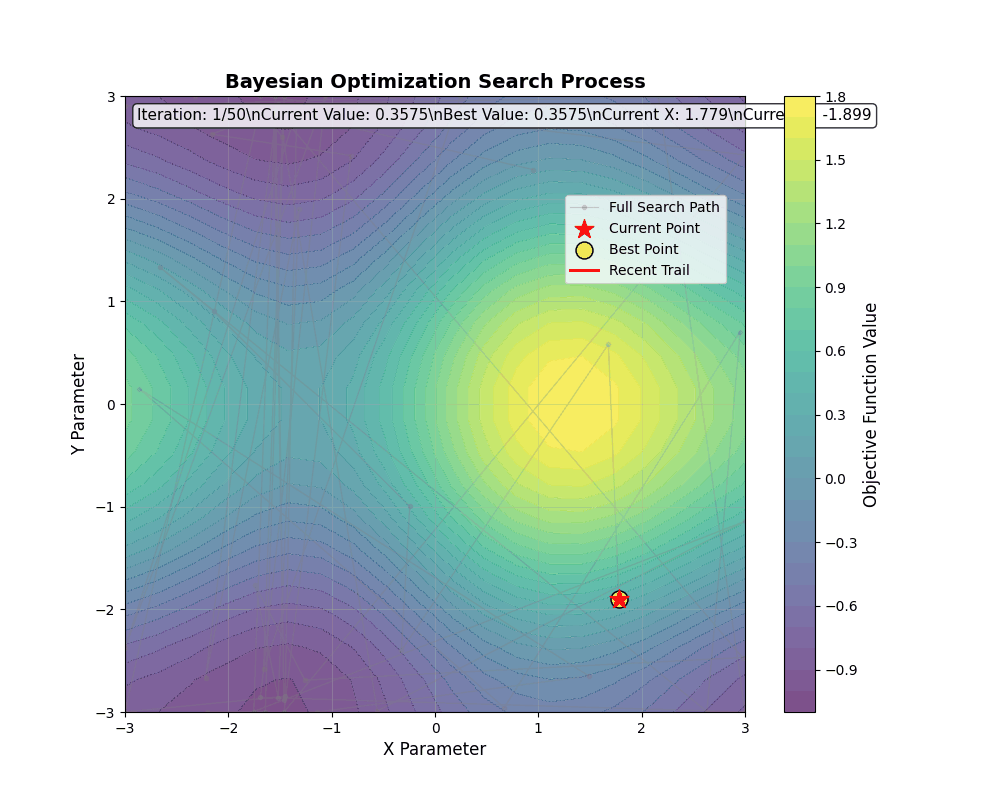 Bayesian Optimization Search Process
Iteration: 1/50\nCurrent Value: 0.3575\nBest Value: 0.3575\nCurrent X: 1.779\nCurre -1.899
Full Search Path
Current Point
Best Point
Recent Trail
3
2
1
0
−1
−2
−3
Y Parameter
−3
−2
−1
0
1
2
3
X Parameter
1.8
1.5
1.2
0.9
0.6
0.3
0.0
−0.3
−0.6
−0.9
Objective Function Value